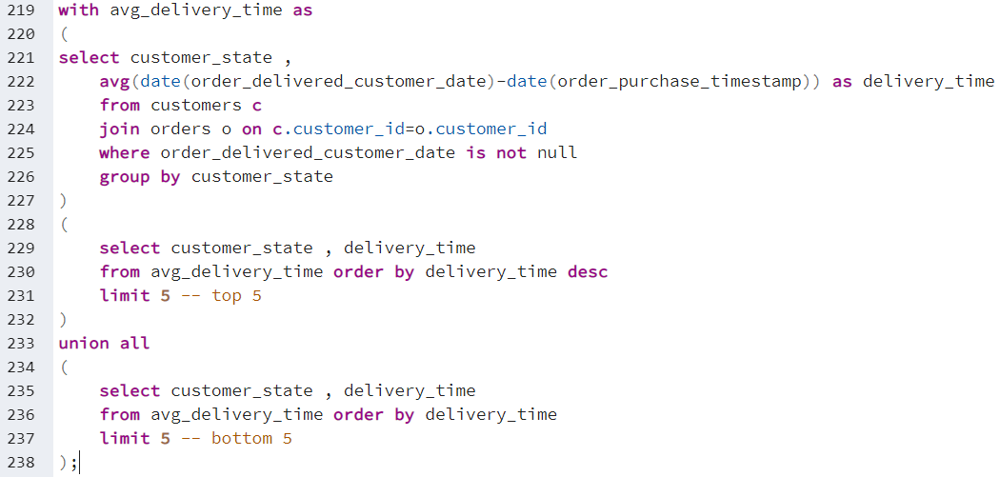 219 with avg_delivery_time as
220 (
221 select customer_state ,
222     avg(date(order_delivered_customer_date)-date(order_purchase_timestamp)) as delivery_time
223     from customers c
224     join orders o on c.customer_id=o.customer_id
225     where order_delivered_customer_date is not null
226     group by customer_state
227 )
228 (
229     select customer_state , delivery_time
230     from avg_delivery_time order by delivery_time desc
231     limit 5 -- top 5
232 )
233 union all
234 (
235     select customer_state , delivery_time
236     from avg_delivery_time order by delivery_time
237     limit 5 -- bottom 5
238 );